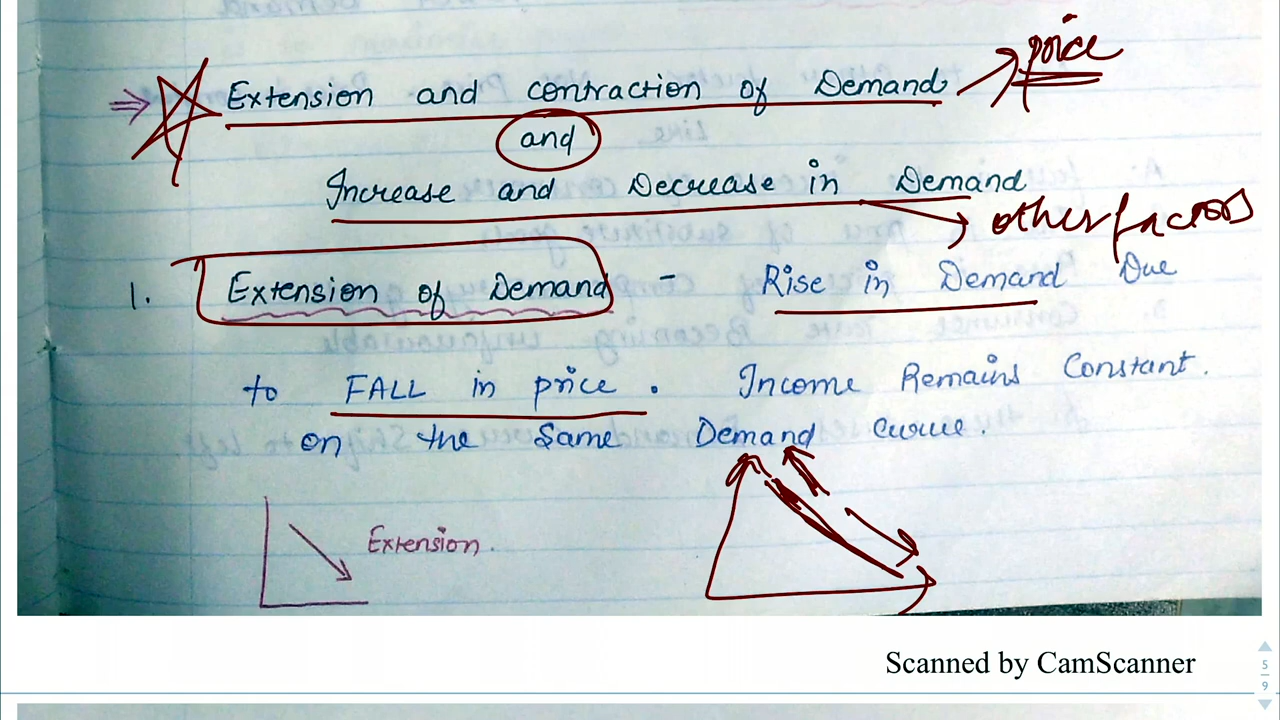 price
⇒ Extension and contraction of Demand
and
Increase and Decrease in Demand
other factors
1. Extension of Demand - Rise in Demand Due
to FALL in price. Income Remains Constant.
on the Same Demand curve.
Extension.
Scanned by CamScanner
5
9